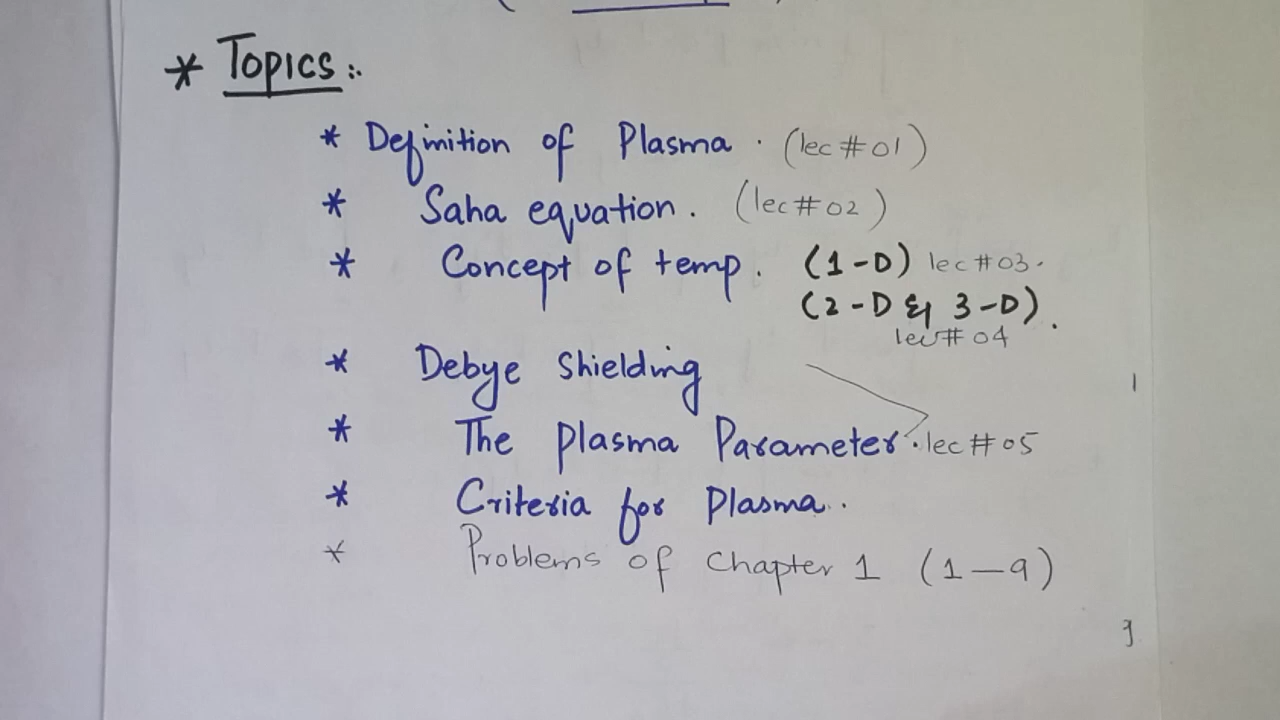 * Topics :.
* Definition of Plasma . (lec # 01)
* Saha equation . (lec # 02)
* Concept of temp . (1-D) lec # 03 .
(2-D & 3-D) .
lec # 04
* Debye Shielding
* The Plasma Parameter . lec # 05
* Criteria for Plasma .
* Problems of Chapter 1 (1-9)